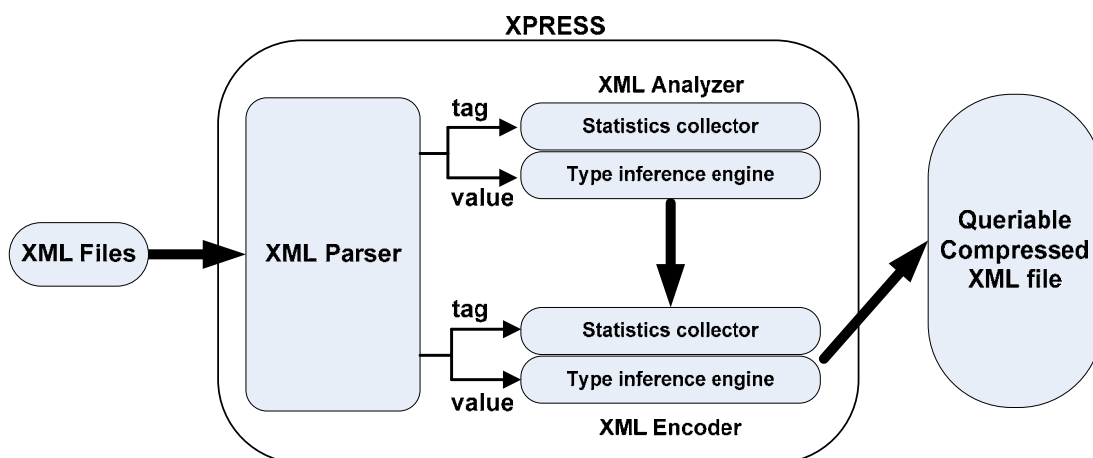 XPRESS
XML Analyzer
tag
Statistics collector
Type inference engine
value
XML Files
XML Parser
Queriable
Compressed
XML file
tag
Statistics collector
Type inference engine
value
XML Encoder